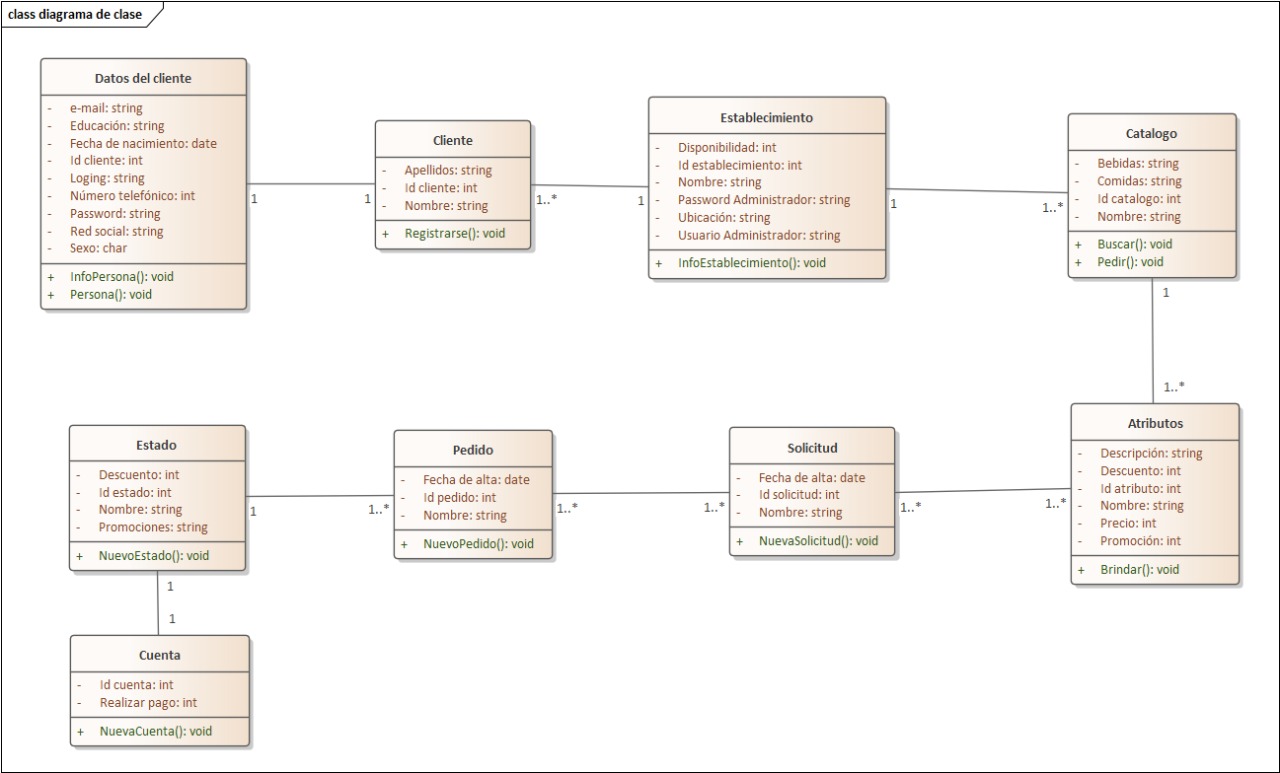 class diagrama de clase
Datos del cliente
- e-mail: string
- Educación: string
- Fecha de nacimiento: date
- Id cliente: int
- Loging: string
- Número telefónico: int
- Password: string
- Red social: string
- Sexo: char
+ InfoPersona(): void
+ Persona(): void
1
1
Cliente
- Apellidos: string
- Id cliente: int
- Nombre: string
+ Registrarse(): void
1..*
1
Establecimiento
- Disponibilidad: int
- Id establecimiento: int
- Nombre: string
- Password Administrador: string
- Ubicación: string
- Usuario Administrador: string
+ InfoEstablecimiento(): void
1
1..*
Catalogo
- Bebidas: string
- Comidas: string
- Id catalogo: int
- Nombre: string
+ Buscar(): void
+ Pedir(): void
1
1..*
Estado
- Descuento: int
- Id estado: int
- Nombre: string
- Promociones: string
+ NuevoEstado(): void
1
1..*
Pedido
- Fecha de alta: date
- Id pedido: int
- Nombre: string
+ NuevoPedido(): void
1..*
1..*
Solicitud
- Fecha de alta: date
- Id solicitud: int
- Nombre: string
+ NuevaSolicitud(): void
1..*
1..*
Atributos
- Descripción: string
- Descuento: int
- Id atributo: int
- Nombre: string
- Precio: int
- Promoción: int
+ Brindar(): void
1
1
Cuenta
- Id cuenta: int
- Realizar pago: int
+ NuevaCuenta(): void